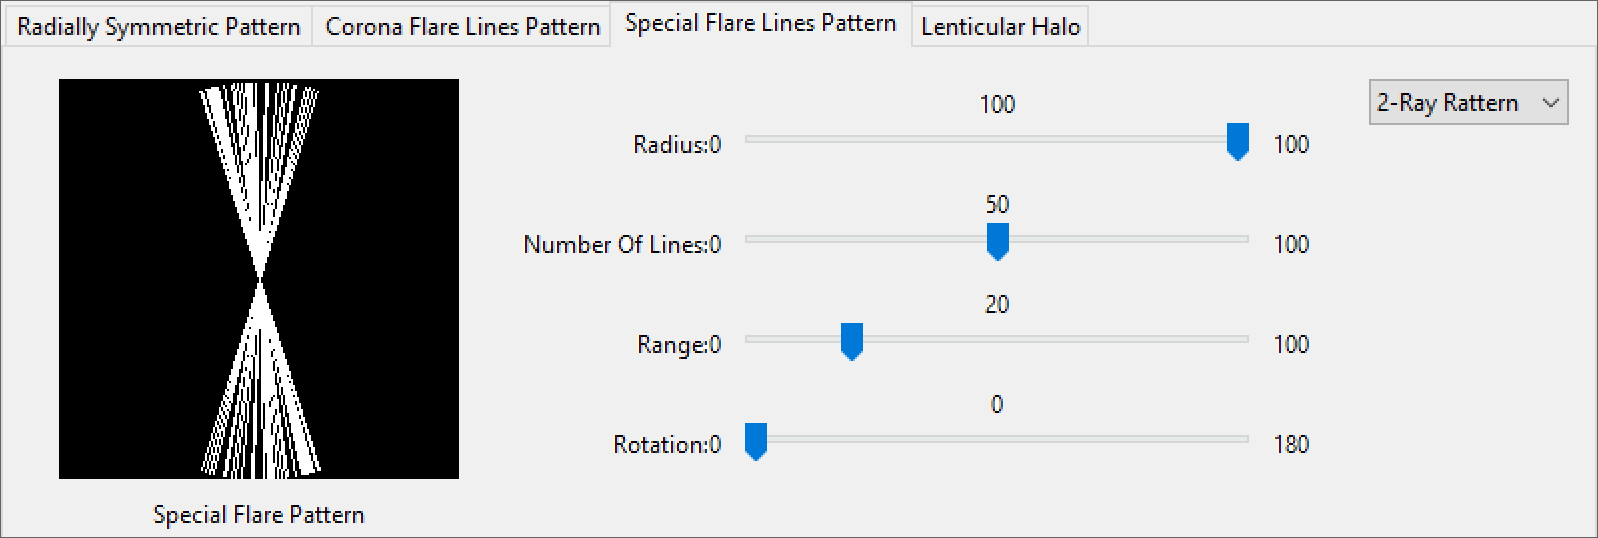 Radially Symmetric Pattern Corona Flare Lines Pattern Special Flare Lines Pattern Lenticular Halo
2-Ray Rattern
100
Radius:0 100
50
Number Of Lines:0 100
20
Range:0 100
0
Rotation:0 180
Special Flare Pattern